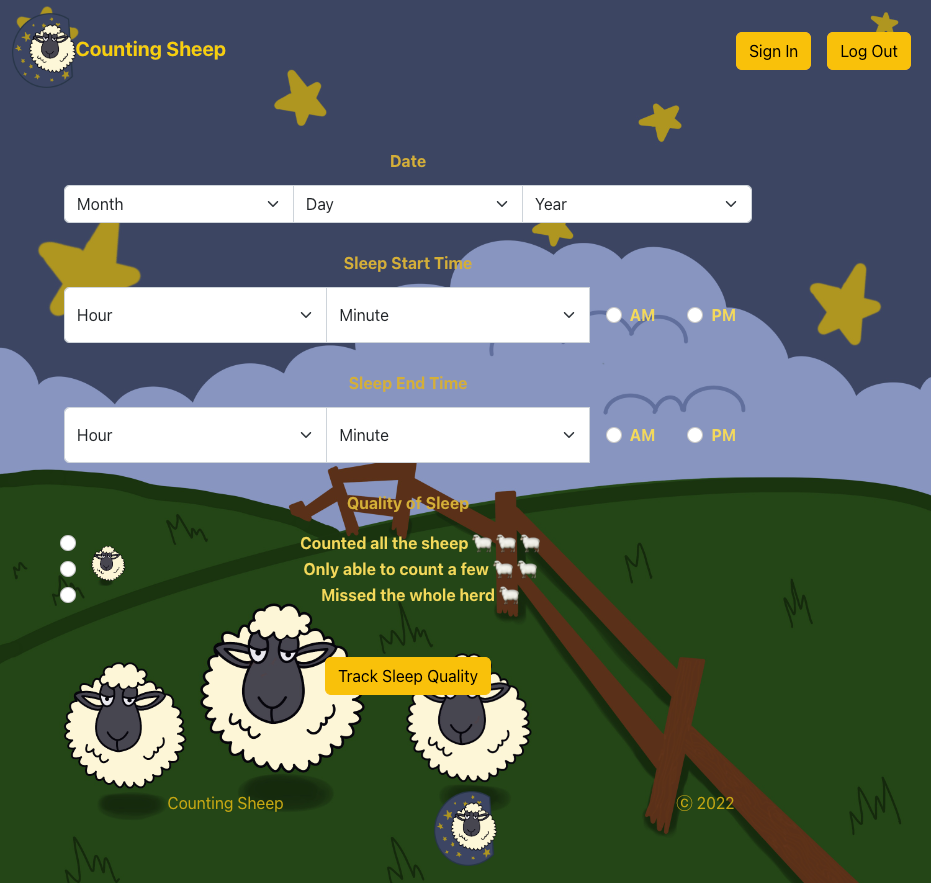 Counting Sheep
Sign In Log Out
Date
Month Day Year
Sleep Start Time
Hour Minute AM PM
Sleep End Time
Hour Minute AM PM
Quality of Sleep
Counted all the sheep 🐑 🐑 🐑
Only able to count a few 🐑 🐑
Missed the whole herd 🐑
Track Sleep Quality
Counting Sheep © 2022